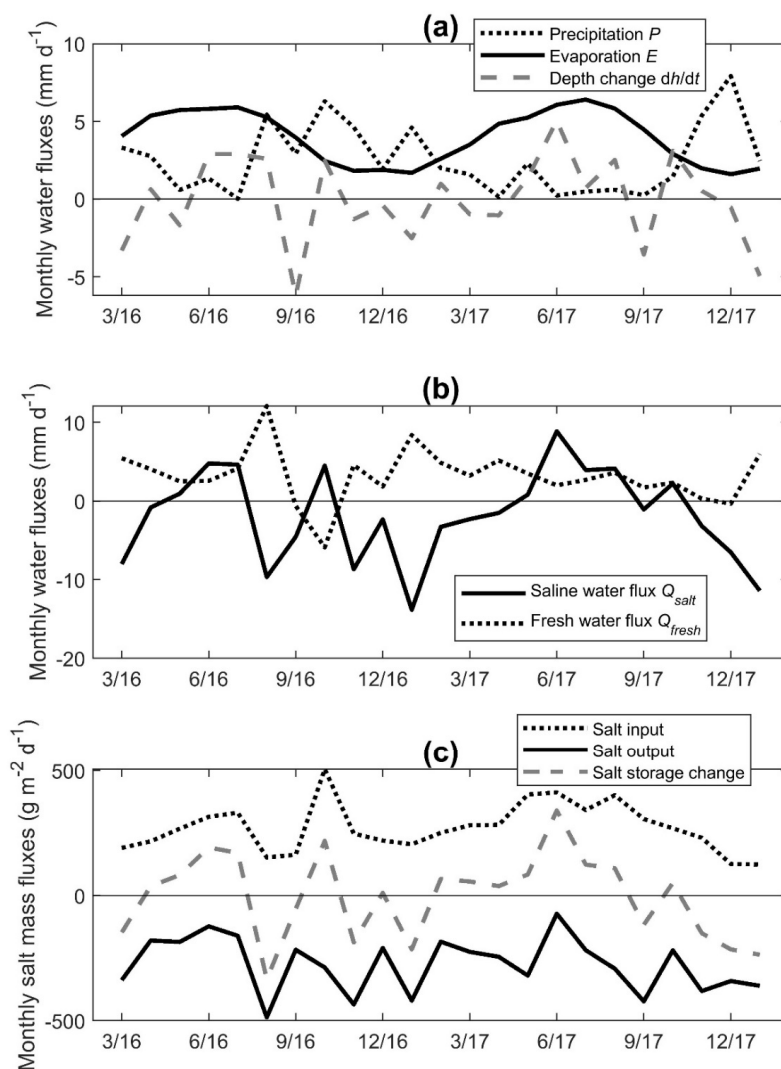 (a)
Precipitation P
Evaporation E
Depth change dh/dt
Monthly water fluxes (mm d⁻¹)
10
5
0
-5
3/16 6/16 9/16 12/16 3/17 6/17 9/17 12/17
(b)
Monthly water fluxes (mm d⁻¹)
10
0
-10
-20
Saline water flux Q_salt
Fresh water flux Q_fresh
3/16 6/16 9/16 12/16 3/17 6/17 9/17 12/17
Salt input
Salt output
Salt storage change
(c)
Monthly salt mass fluxes (g m⁻² d⁻¹)
500
0
-500
3/16 6/16 9/16 12/16 3/17 6/17 9/17 12/17